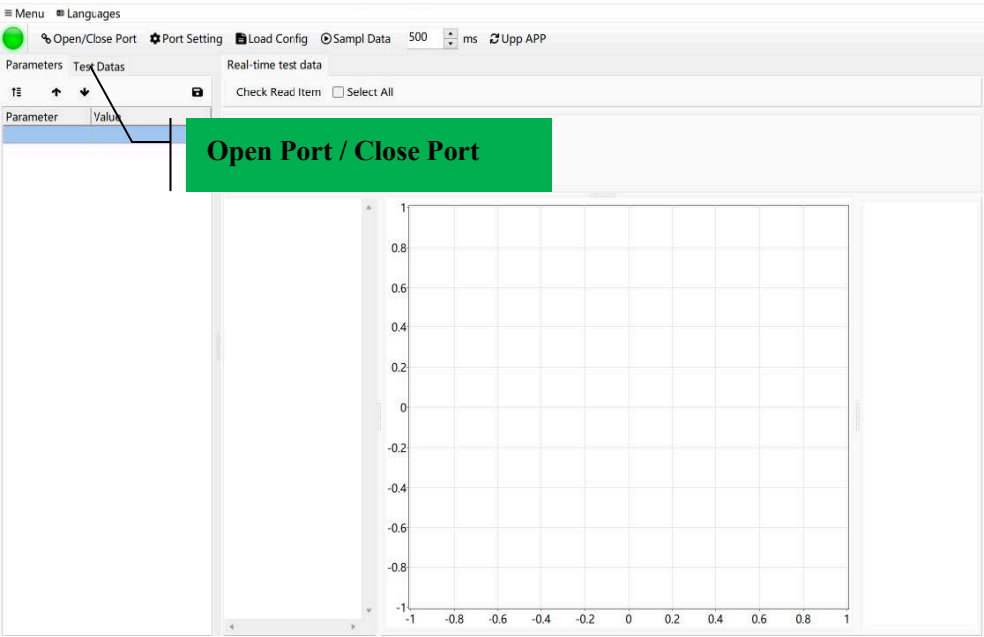 Menu Languages
Open/Close Port Port Setting Load Config Sampl Data 500 ms Upp APP
Parameters Test Datas Real-time test data
Check Read Item Select All
Parameter Value
Open Port / Close Port
1
0.8
0.6
0.4
0.2
0
-0.2
-0.4
-0.6
-0.8
-1
-1 -0.8 -0.6 -0.4 -0.2 0 0.2 0.4 0.6 0.8 1